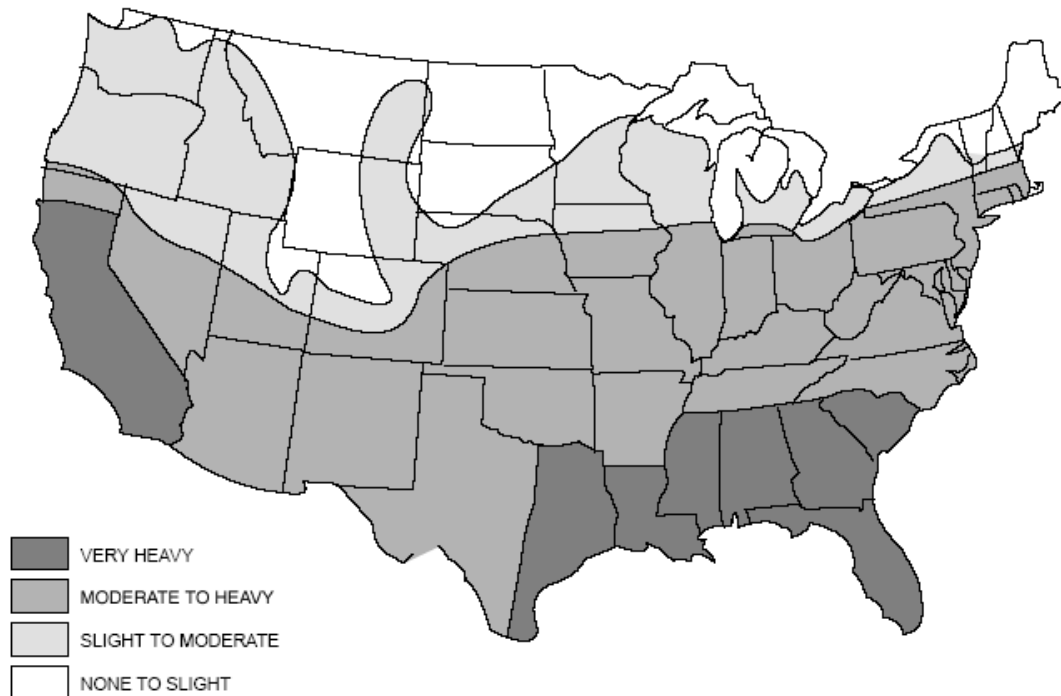 VERY HEAVY
MODERATE TO HEAVY
SLIGHT TO MODERATE
NONE TO SLIGHT